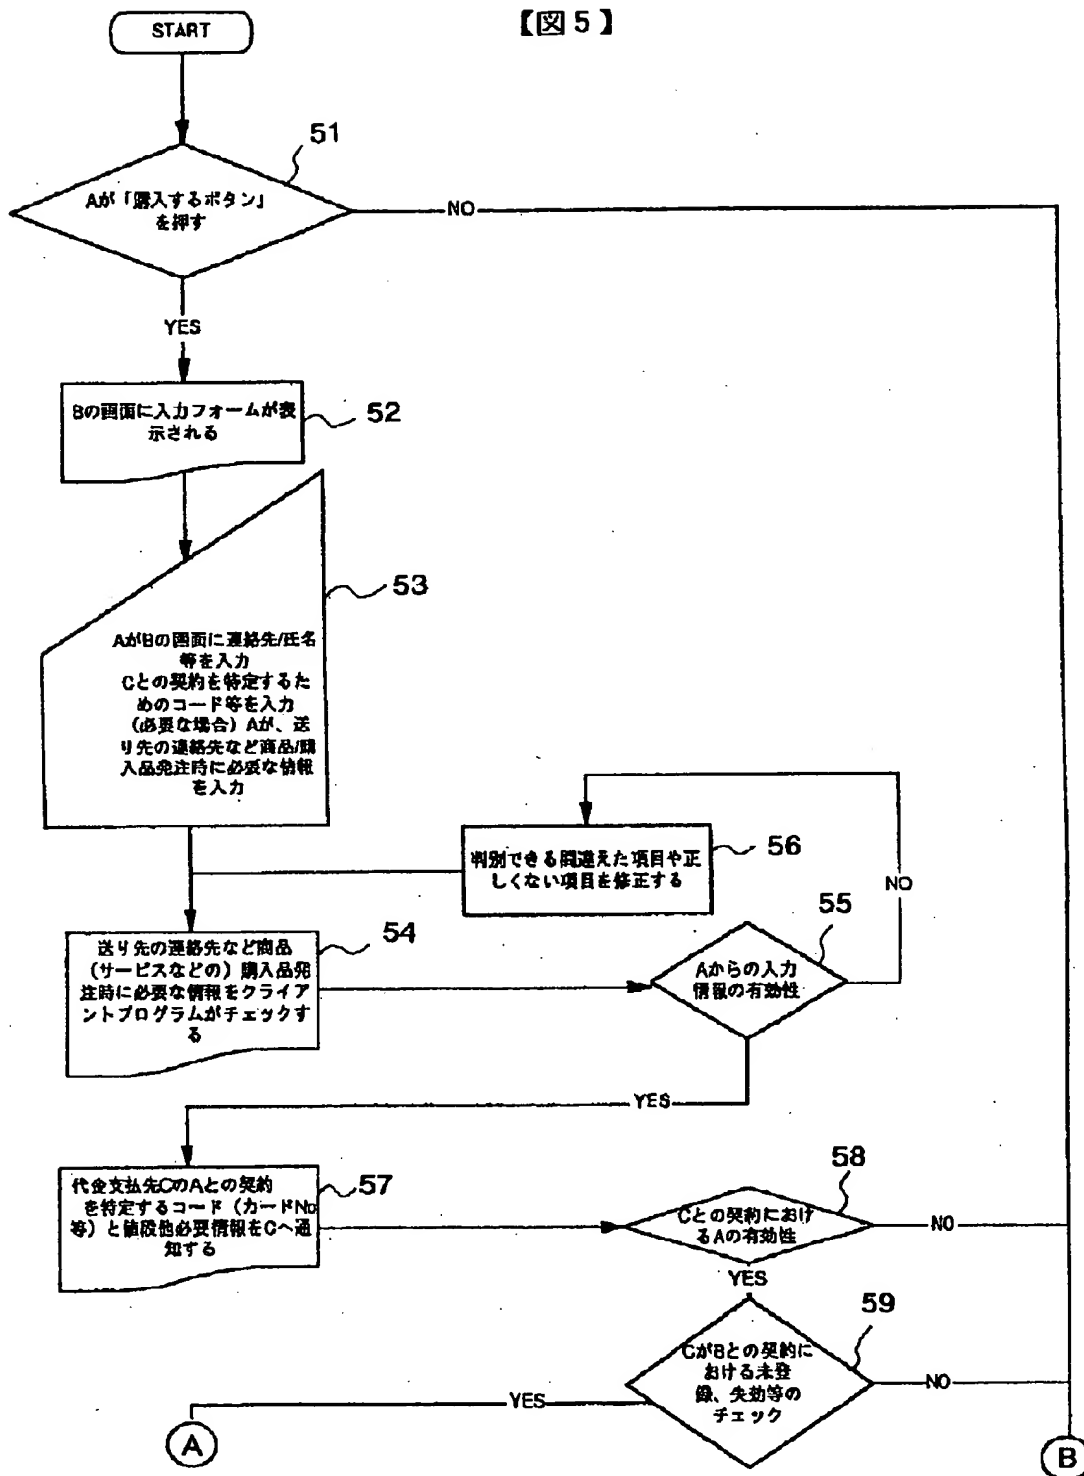 【図5】
START
51
Aが「購入するボタン」
を押す
NO
YES
Bの画面に入力フォームが表
示される
52
53
AがBの画面に連絡先/氏名
等を入力
Cとの契約を特定するた
めのコード等を入力
(必要な場合)Aが、送
り先の連絡先など商品/購
入品発注時に必要な情報
を入力
判別できる間違えた項目や正
しくない項目を修正する
56
NO
54
送り先の連絡先など商品
(サービスなどの)購入品発
注時に必要な情報をクライア
ントプログラムがチェックす
る
55
Aからの入力
情報の有効性
YES
代金支払先CのAとの契約
を特定するコード(カードNo
等)と値段他必要情報をCへ通
知する
57
58
Cとの契約におけ
るAの有効性
NO
YES
59
CがBとの契約に
おける未登
録、失効等の
チェック
NO
YES
A
B